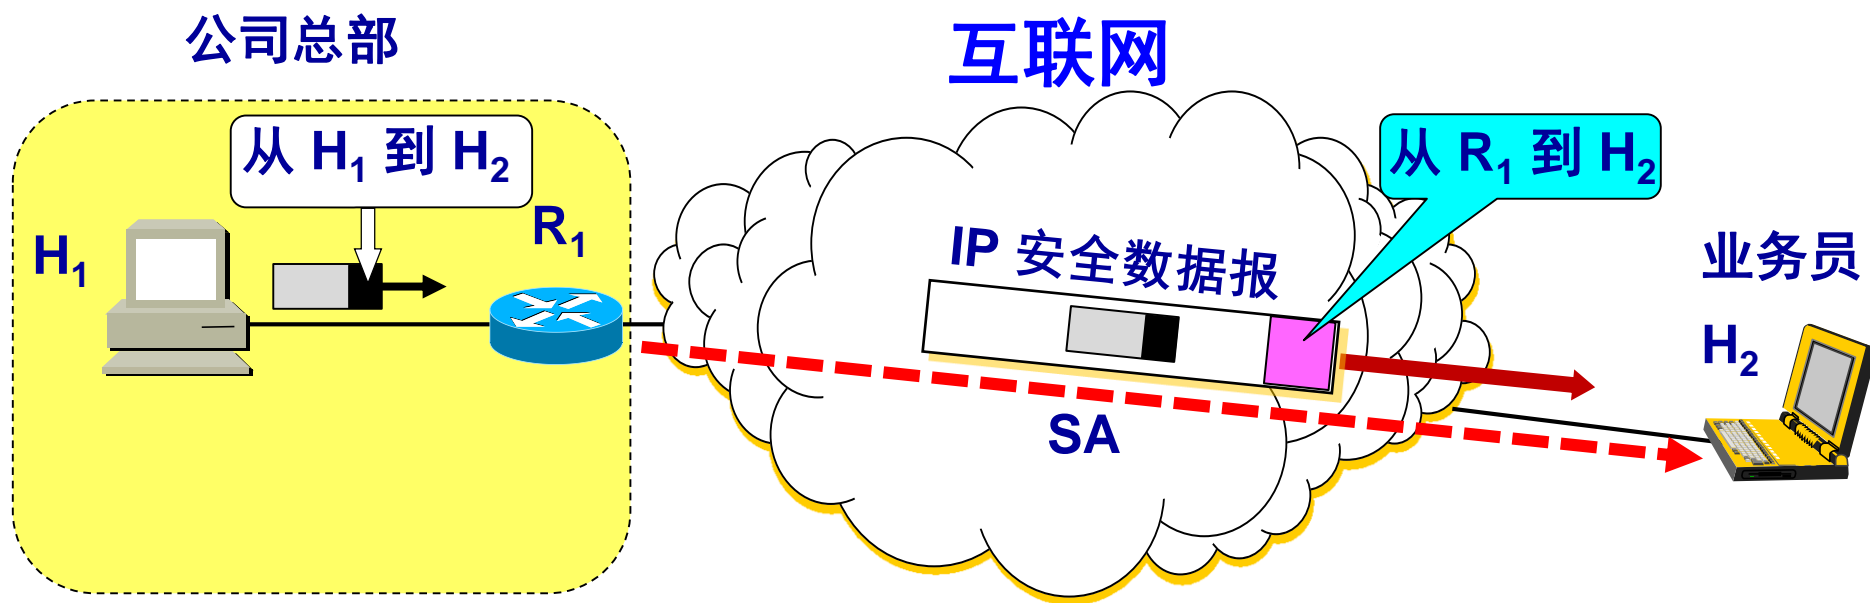 公司总部
互联网
从 H₁ 到 H₂
从 R₁ 到 H₂
H₁
R₁
IP 安全数据报
业务员
H₂
SA